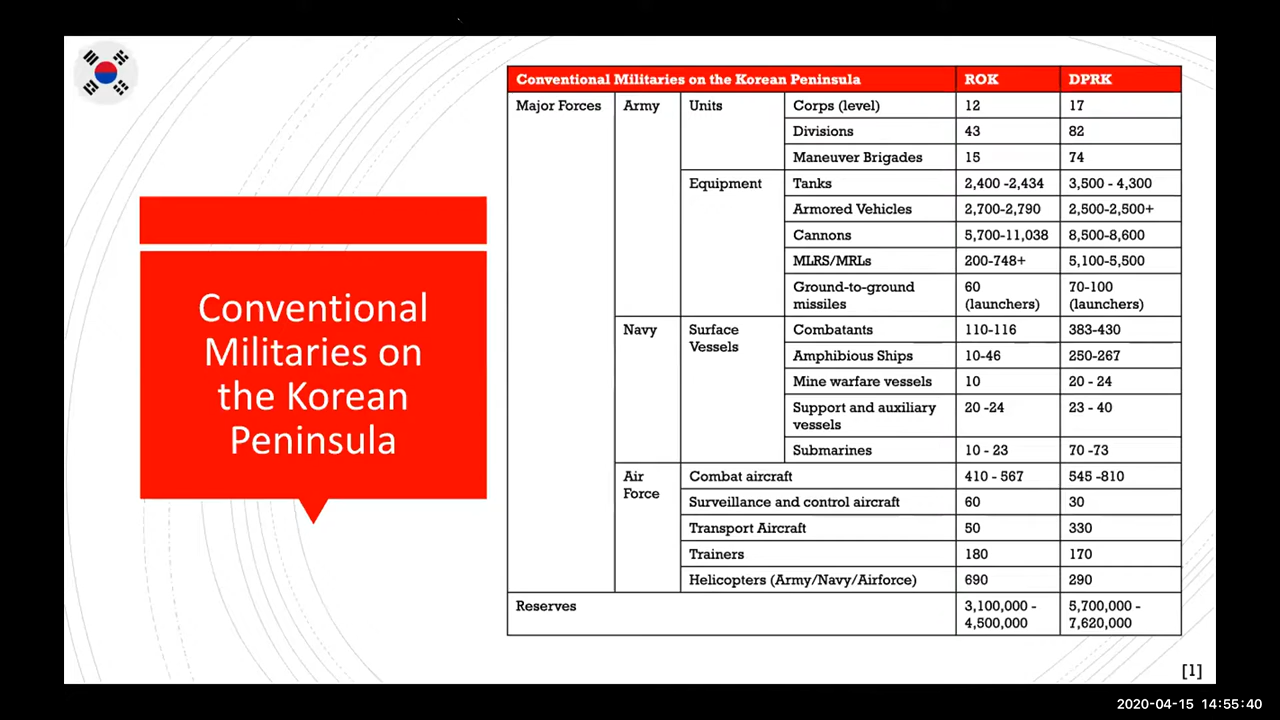 Conventional
Militaries on
the Korean
Peninsula
Conventional Militaries on the Korean Peninsula ROK DPRK
Major Forces Army Units Corps (level) 12 17
Divisions 43 82
Maneuver Brigades 15 74
Equipment Tanks 2,400 -2,434 3,500 - 4,300
Armored Vehicles 2,700-2,790 2,500-2,500+
Cannons 5,700-11,038 8,500-8,600
MLRS/MRLs 200-748+ 5,100-5,500
Ground-to-ground 60 70-100
missiles (launchers) (launchers)
Navy Surface Combatants 110-116 383-430
Vessels
Amphibious Ships 10-46 250-267
Mine warfare vessels 10 20 - 24
Support and auxiliary 20 -24 23 - 40
vessels
Submarines 10 - 23 70 -73
Air Combat aircraft 410 - 567 545 -810
Force
Surveillance and control aircraft 60 30
Transport Aircraft 50 330
Trainers 180 170
Helicopters (Army/Navy/Airforce) 690 290
Reserves 3,100,000 - 5,700,000 -
4,500,000 7,620,000
[1]
2020-04-15 14:55:40